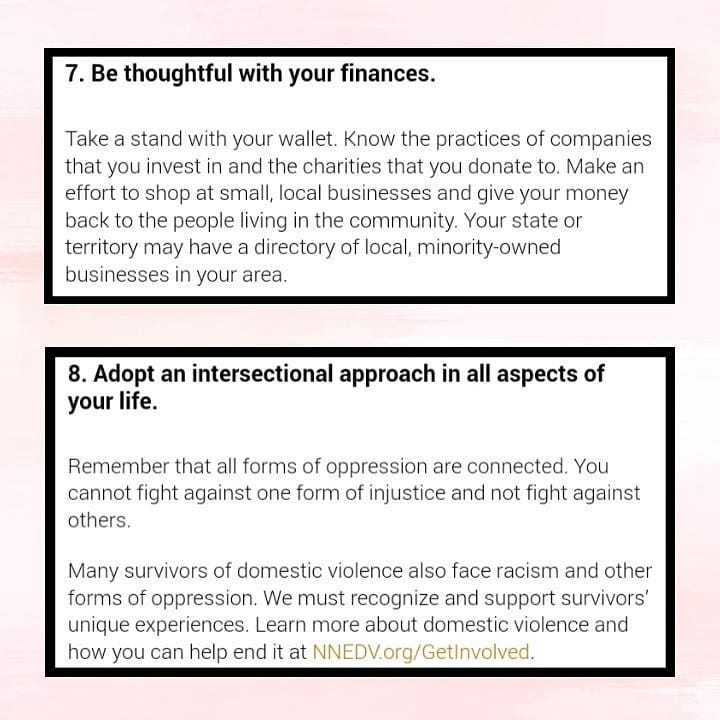 7. Be thoughtful with your finances.
Take a stand with your wallet. Know the practices of companies
that you invest in and the charities that you donate to. Make an
effort to shop at small, local businesses and give your money
back to the people living in the community. Your state or
territory may have a directory of local, minority-owned
businesses in your area.
8. Adopt an intersectional approach in all aspects of
your life.
Remember that all forms of oppression are connected. You
cannot fight against one form of injustice and not fight against
others.
Many survivors of domestic violence also face racism and other
forms of oppression. We must recognize and support survivors'
unique experiences. Learn more about domestic violence and
how you can help end it at NNEDV.org/GetInvolved.